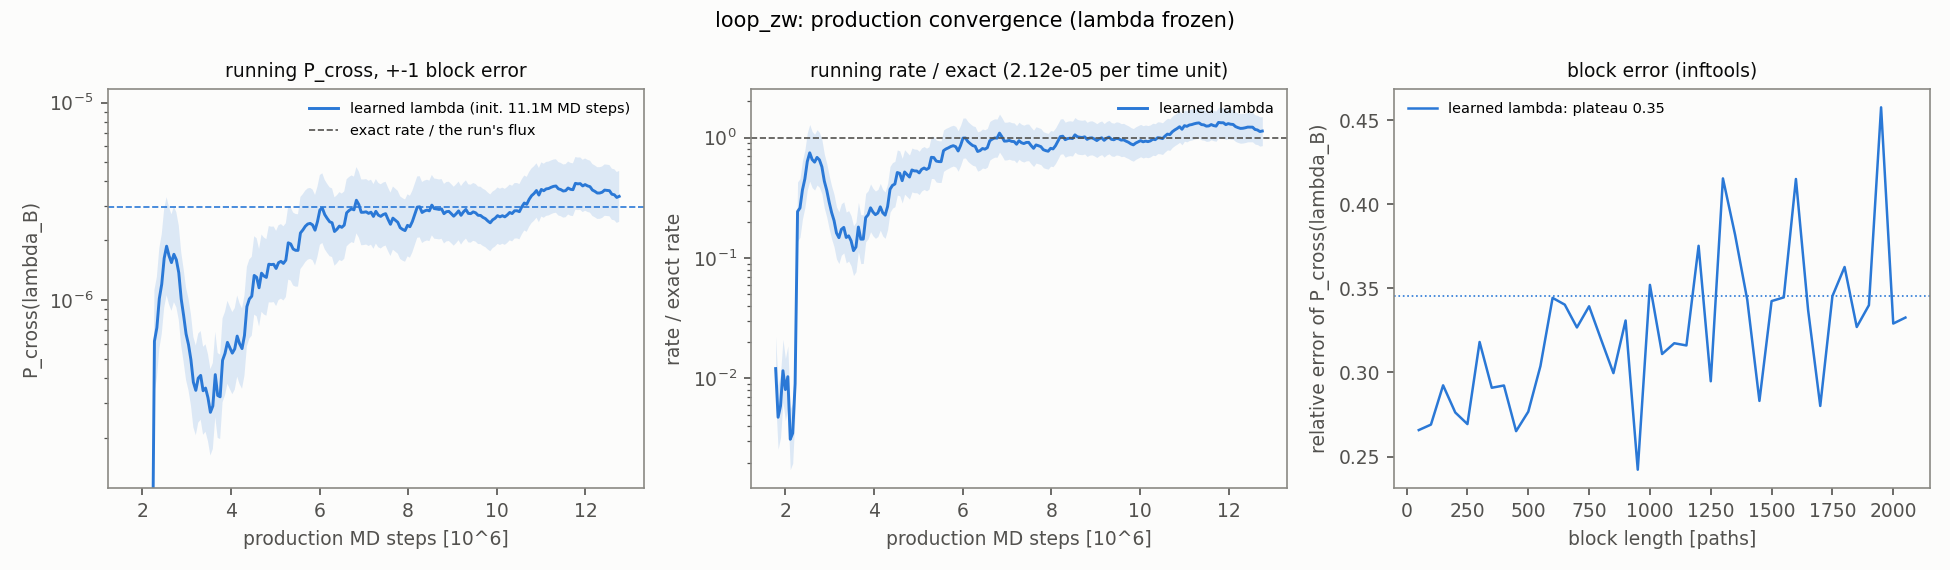 loop_zw: production convergence (lambda frozen)
running P_cross, +-1 block error
10^-5
10^-6
P_cross(lambda_B)
learned lambda (init. 11.1M MD steps)
exact rate / the run's flux
2 4 6 8 10 12
production MD steps [10^6]
running rate / exact (2.12e-05 per time unit)
10^0
10^-1
10^-2
rate / exact rate
learned lambda
2 4 6 8 10 12
production MD steps [10^6]
block error (inftools)
0.45
0.40
0.35
0.30
0.25
relative error of P_cross(lambda_B)
learned lambda: plateau 0.35
0 250 500 750 1000 1250 1500 1750 2000
block length [paths]